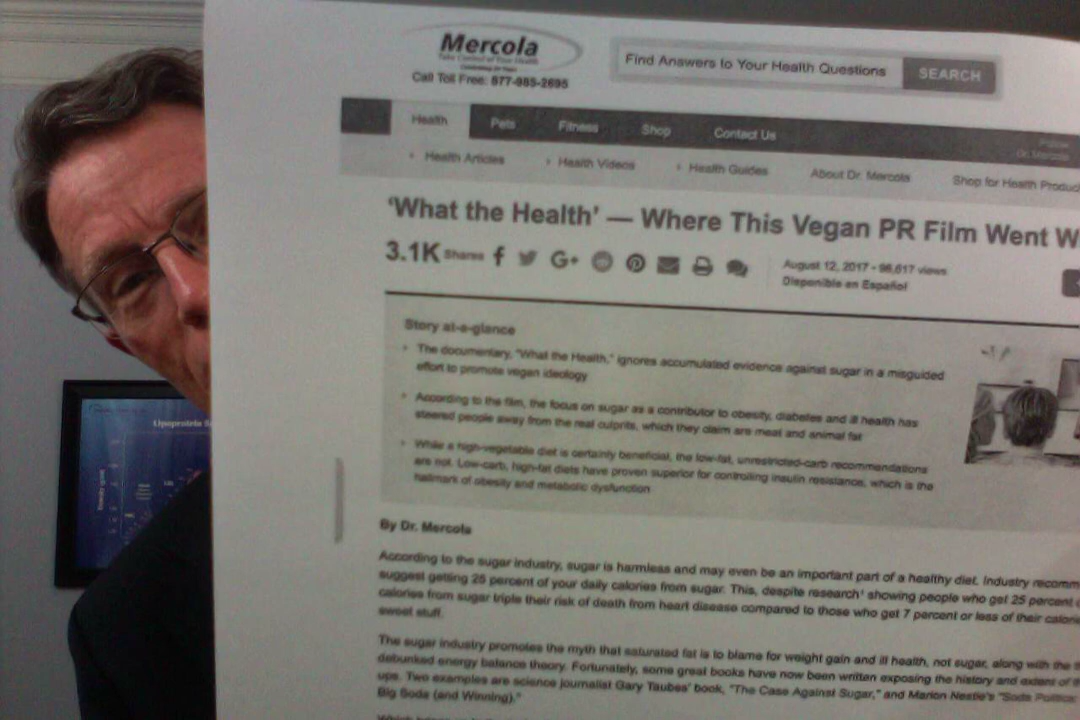 Mercola
Take Control of Your Health
Call Toll Free: 877-985-2695
Find Answers to Your Health Questions
SEARCH
Health Pets Fitness Shop Contact Us
Health Articles Health Videos Health Guides About Dr. Mercola Shop for Health Produc
'What the Health' — Where This Vegan PR Film Went W
3.1K Shares
August 12, 2017 • 96,617 views
Disponible en Español
Story at-a-glance
The documentary, "What the Health," ignores accumulated evidence against sugar in a misguided
effort to promote vegan ideology
According to the film, the focus on sugar as a contributor to obesity, diabetes and ill health has
steered people away from the real culprits, which they claim are meat and animal fat
While a high-vegetable diet is certainly beneficial, the low-fat, unrestricted-carb recommendations
are not. Low-carb, high-fat diets have proven superior for controlling insulin resistance, which is the
hallmark of obesity and metabolic dysfunction
By Dr. Mercola
According to the sugar industry, sugar is harmless and may even be an important part of a healthy diet. Industry recomm
suggest getting 25 percent of your daily calories from sugar. This, despite research¹ showing people who get 25 percent
calories from sugar triple their risk of death from heart disease compared to those who get 7 percent or less of their calorie
sweet stuff.
The sugar industry promotes the myth that saturated fat is to blame for weight gain and ill health, not sugar, along with the
debunked energy balance theory. Fortunately, some great books have now been written exposing the history and extent of
ups. Two examples are science journalist Gary Taubes' book, "The Case Against Sugar," and Marion Nestle's "Soda Politics
Big Soda (and Winning)."
Lipoprotein